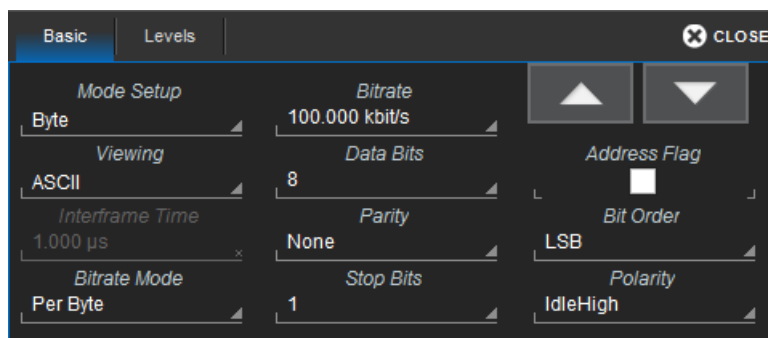 Basic
Levels
CLOSE
Mode Setup
Byte
Bitrate
100.000 kbit/s
Viewing
ASCII
Data Bits
8
Address Flag
Interframe Time
1.000 µs
Parity
None
Bit Order
LSB
Bitrate Mode
Per Byte
Stop Bits
1
Polarity
IdleHigh